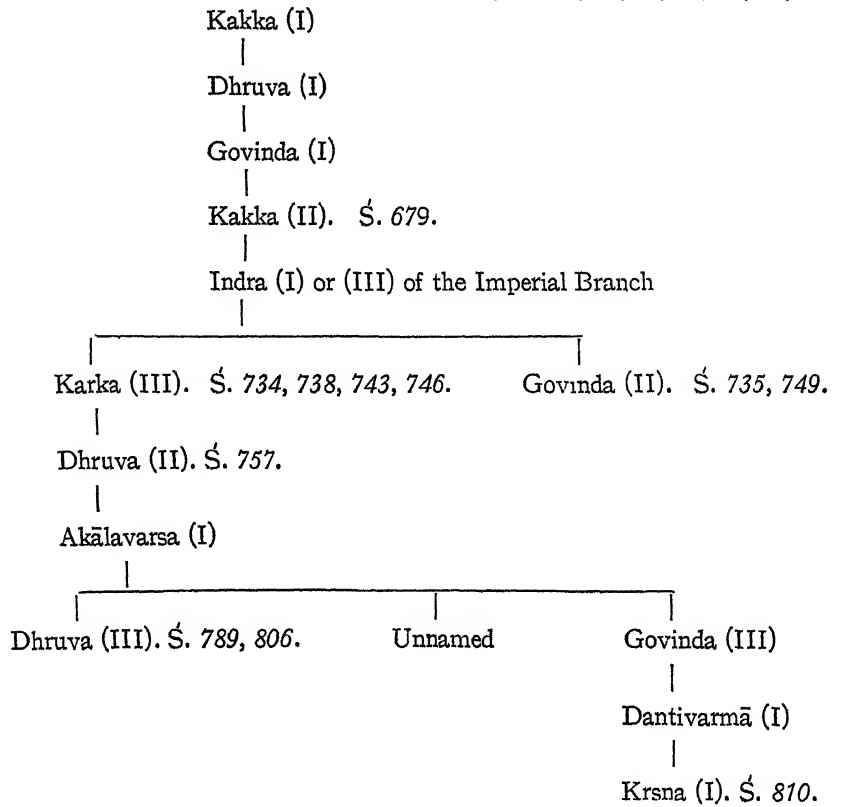 Kakka (I)
Dhruva (I)
Govinda (I)
Kakka (II). Ś. 679.
Indra (I) or (III) of the Imperial Branch
Karka (III). Ś. 734, 738, 743, 746. Govinda (II). Ś. 735, 749.
Dhruva (II). Ś. 757.
Akālavarsa (I)
Dhruva (III). Ś. 789, 806. Unnamed Govinda (III)
Dantivarmā (I)
Krsna (I). Ś. 810.